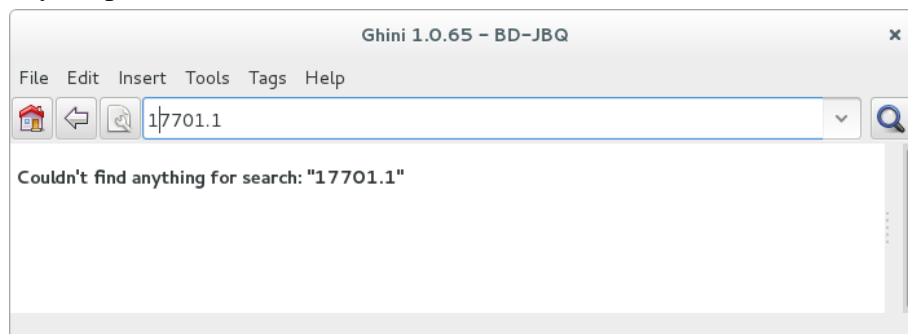 Ghini 1.0.65 – BD-JBQ
File Edit Insert Tools Tags Help
17701.1
Couldn't find anything for search: "17701.1"